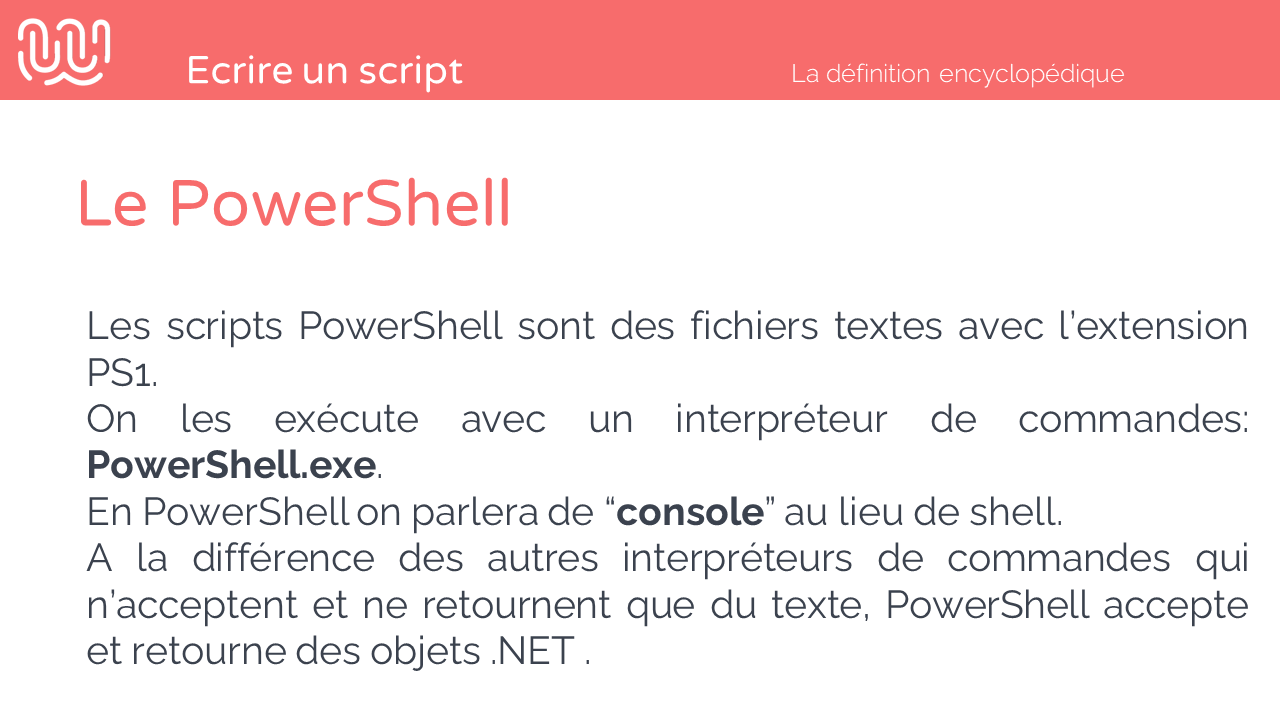 Ecrire un script
La définition encyclopédique
Le PowerShell
Les scripts PowerShell sont des fichiers textes avec l’extension
PS1.
On les exécute avec un interpréteur de commandes:
PowerShell.exe.
En PowerShell on parlera de “console” au lieu de shell.
A la différence des autres interpréteurs de commandes qui
n’acceptent et ne retournent que du texte, PowerShell accepte
et retourne des objets .NET .